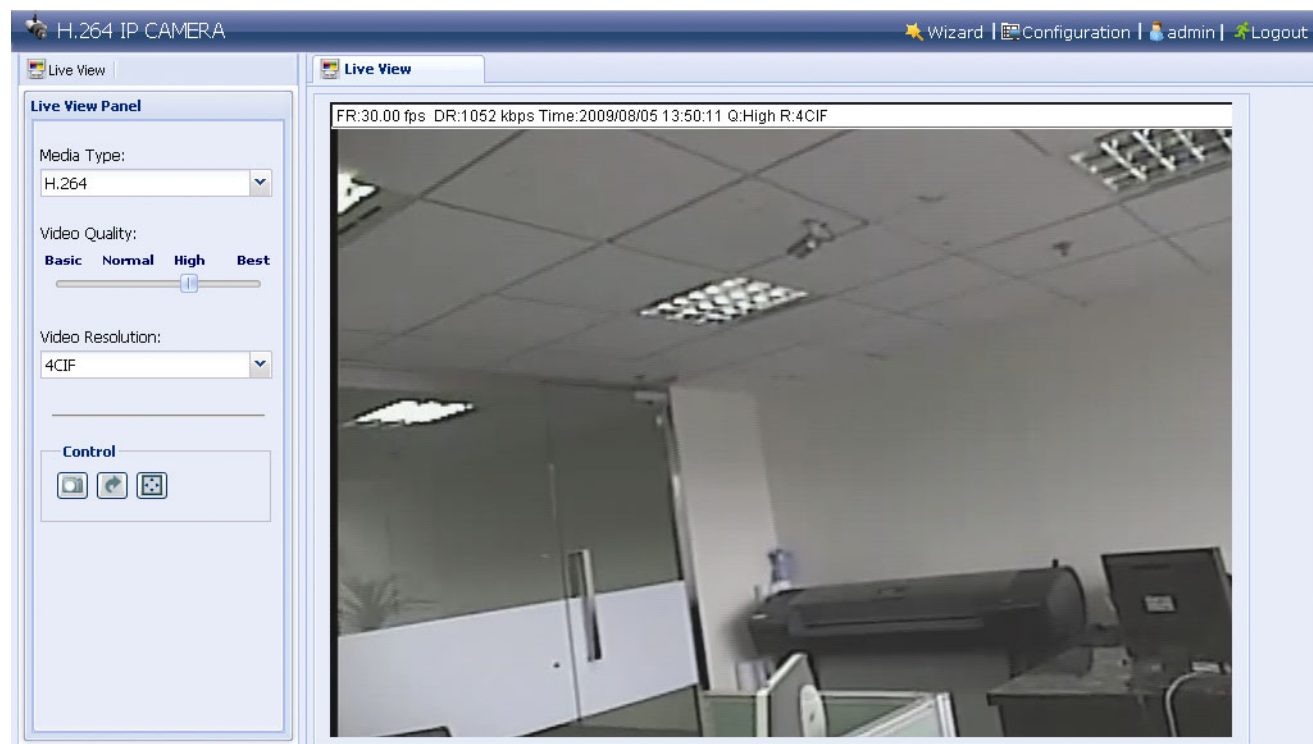 H.264 IP CAMERA
Wizard | Configuration | admin | Logout
Live View
Live View
Live View Panel
FR:30.00 fps DR:1052 kbps Time:2009/08/05 13:50:11 Q:High R:4CIF
Media Type:
H.264
Video Quality:
Basic Normal High Best
Video Resolution:
4CIF
Control